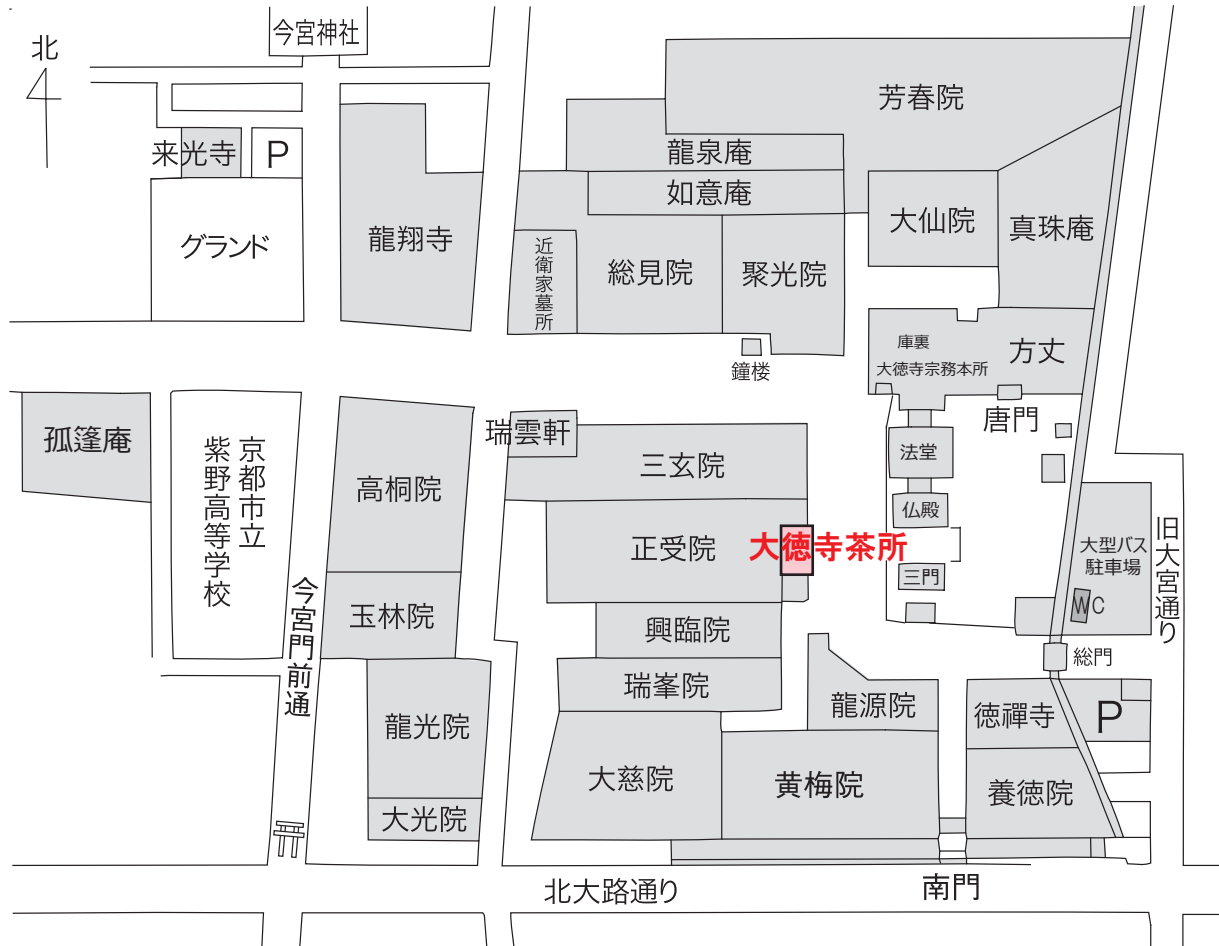 今宮神社
北
芳春院
来光寺
P
龍泉庵
如意庵
大仙院
真珠庵
龍翔寺
グランド
近衛家墓所
総見院
聚光院
庫裏
大徳寺宗務本所
方丈
鐘楼
唐門
孤篷庵
京都市立
紫野高等学校
高桐院
瑞雲軒
三玄院
法堂
仏殿
正受院
大徳寺茶所
三門
大型バス
駐車場
WC
旧大宮通り
今宮門前通
玉林院
興臨院
総門
瑞峯院
龍源院
徳禅寺
P
龍光院
大慈院
黄梅院
養徳院
大光院
北大路通り
南門